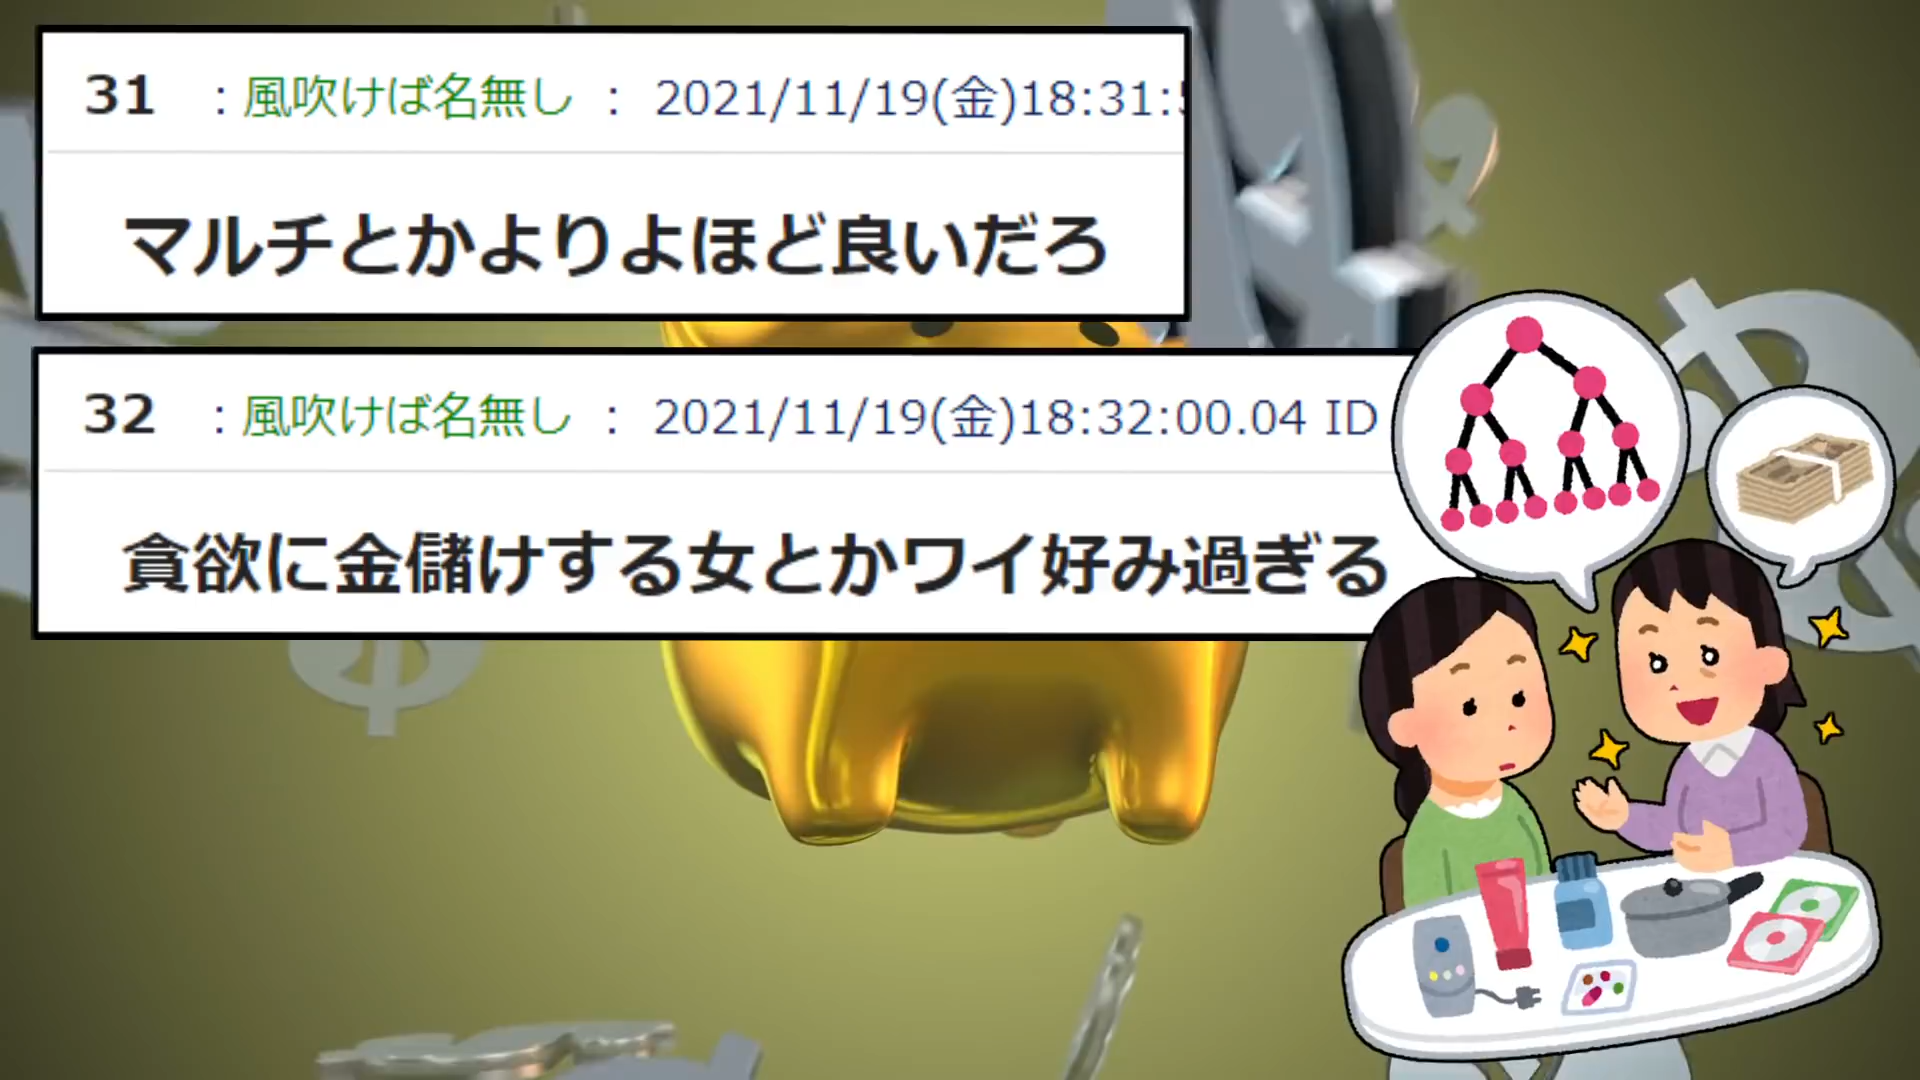 31 : 風吹けば名無し : 2021/11/19(金)18:31:5
マルチとかよりよほど良いだろ
32 : 風吹けば名無し : 2021/11/19(金)18:32:00.04 ID
貪欲に金儲けする女とかワイ好み過ぎる